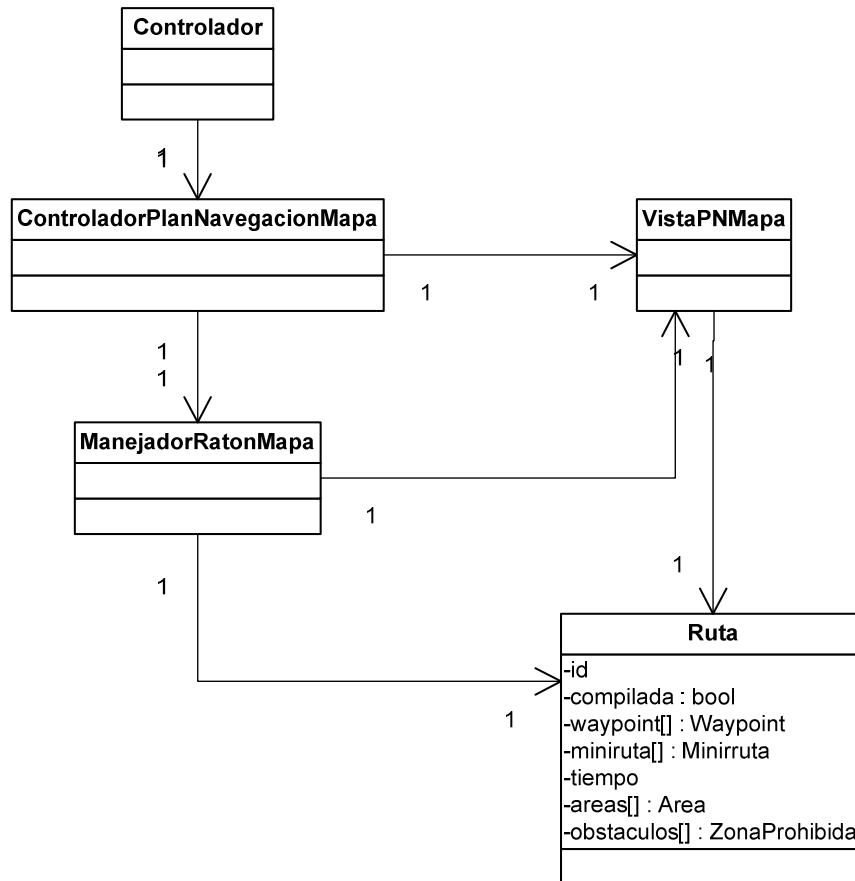 Controlador
1
1
ControladorPlanNavegacionMapa
VistaPNMapa
1
1
1
1
1
1
ManejadorRatonMapa
1
1
1
Ruta
-id
-compilada : bool
-waypoint[] : Waypoint
-miniruta[] : Minirruta
-tiempo
-areas[] : Area
-obstaculos[] : ZonaProhibida
1